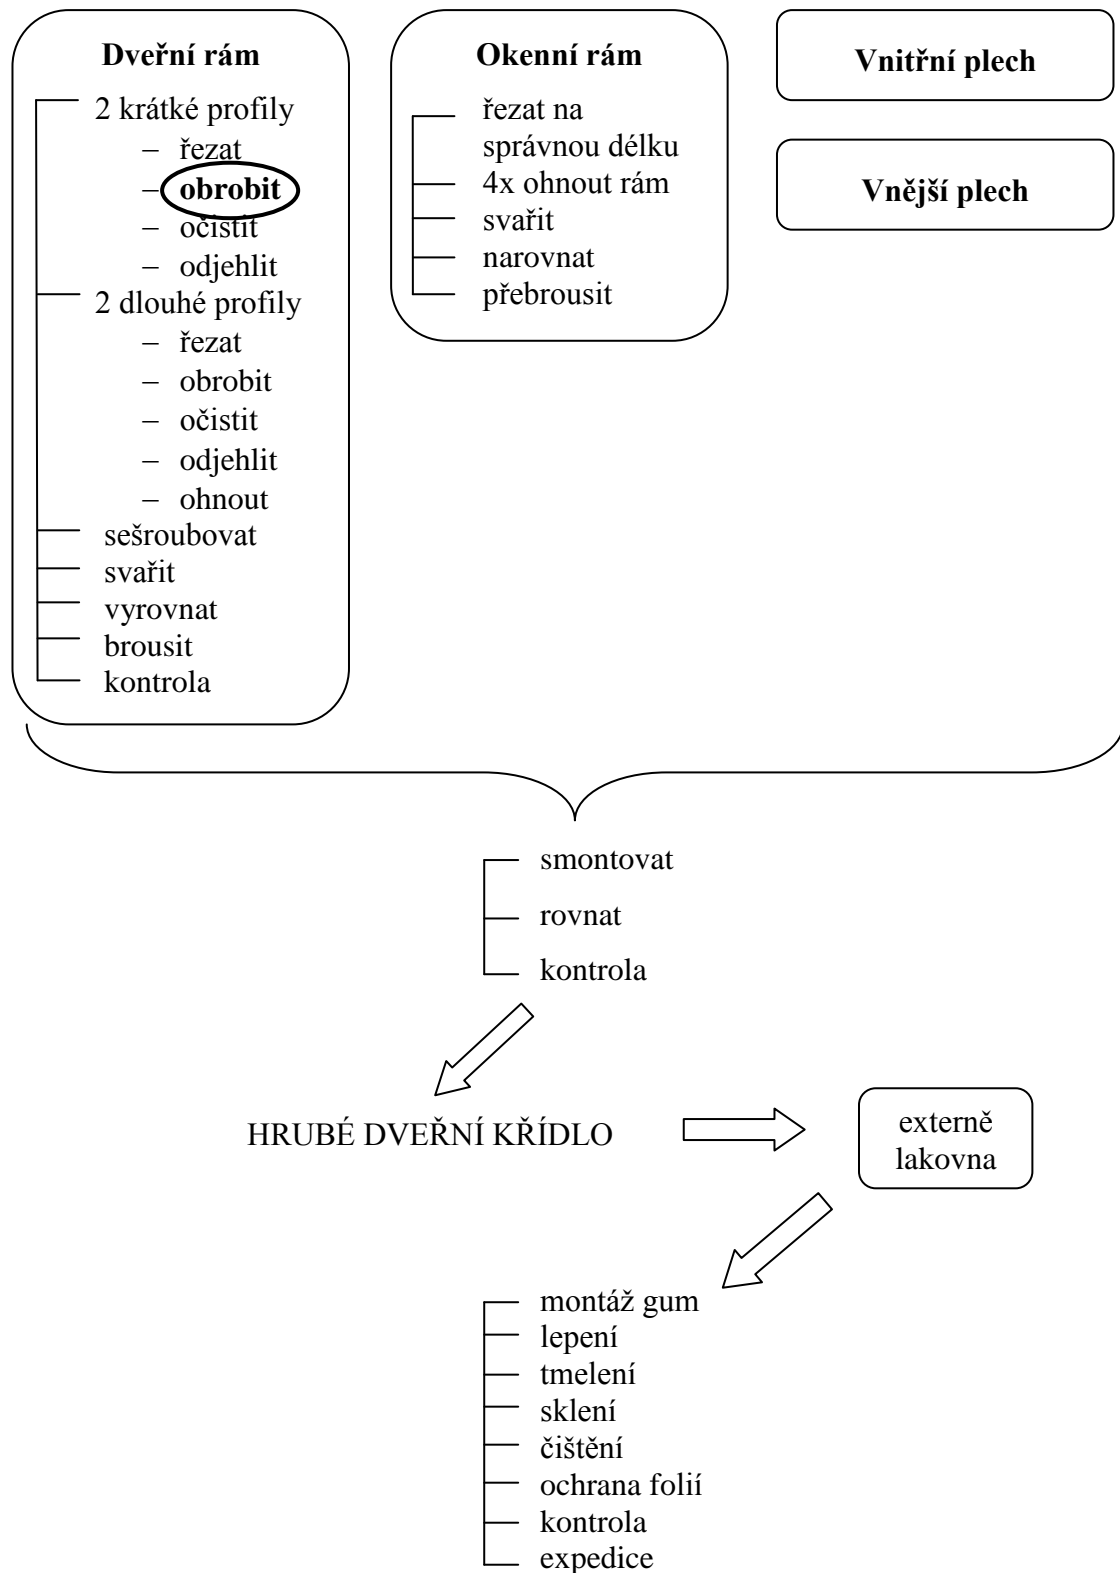 Dveřní rám
2 krátké profily
– řezat
– obrobit
– očistit
– odjehlit
2 dlouhé profily
– řezat
– obrobit
– očistit
– odjehlit
– ohnout
sešroubovat
svařit
vyrovnat
brousit
kontrola
Okenní rám
řezat na
správnou délku
4x ohnout rám
svařit
narovnat
přebrousit
Vnitřní plech
Vnější plech
smontovat
rovnat
kontrola
HRUBÉ DVEŘNÍ KŘÍDLO
externě
lakovna
montáž gum
lepení
tmelení
sklení
čištění
ochrana folií
kontrola
expedice